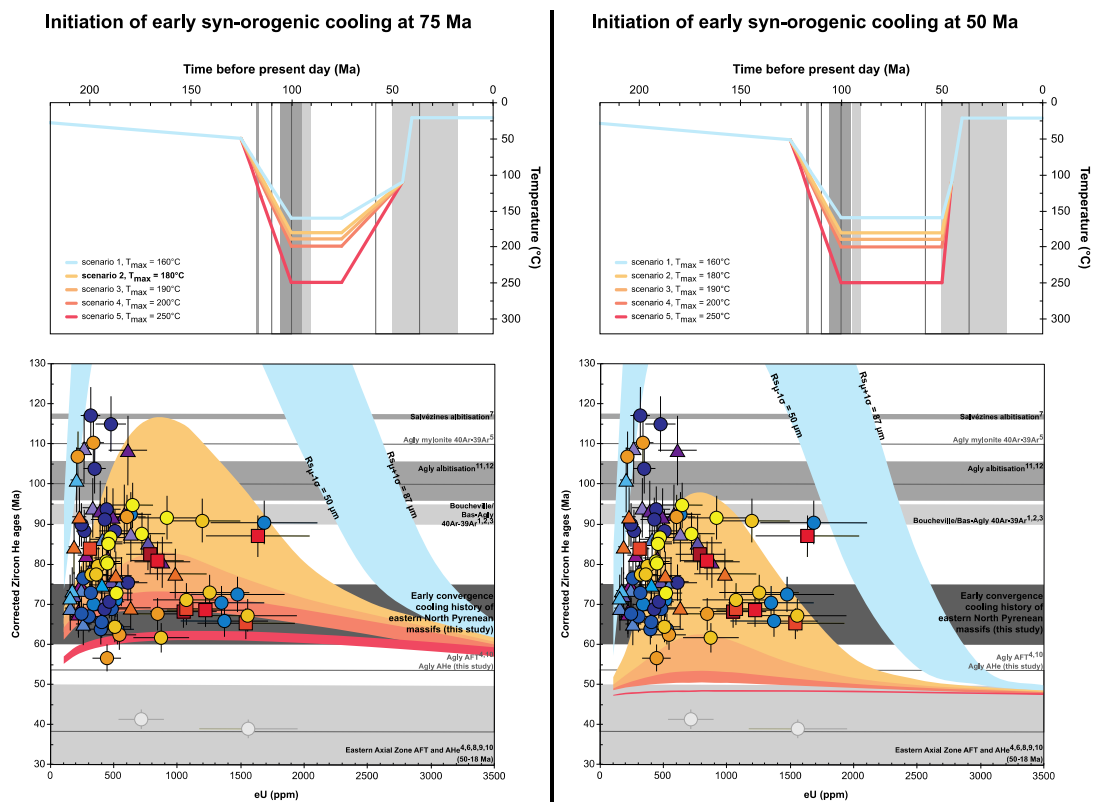 Initiation of early syn-orogenic cooling at 75 Ma
Time before present day (Ma)
200 150 100 50 0
0
50
100
150
200
250
300
Temperature (°C)
scenario 1, Tmax = 160°C
scenario 2, Tmax = 180°C
scenario 3, Tmax = 190°C
scenario 4, Tmax = 200°C
scenario 5, Tmax = 250°C
130
120
110
100
90
80
70
60
50
40
30
Corrected Zircon He ages (Ma)
Rsµ-1σ = 50 µm
Rsµ+1σ = 87 µm
Salvézines albitisation7
Agly mylonite 40Ar-39Ar5
Agly albitisation11,12
Boucheville/
Bas-Agly
40Ar-39Ar1,2,3
Early convergence
cooling history of
eastern North Pyrenean
massifs (this study)
Agly AFT4,10
Agly AHe (this study)
Eastern Axial Zone AFT and AHe4,6,8,9,10
(50-18 Ma)
0 500 1000 1500 2000 2500 3000 3500
eU (ppm)
Initiation of early syn-orogenic cooling at 50 Ma
Time before present day (Ma)
200 150 100 50 0
0
50
100
150
200
250
300
Temperature (°C)
scenario 1, Tmax = 160°C
scenario 2, Tmax = 180°C
scenario 3, Tmax = 190°C
scenario 4, Tmax = 200°C
scenario 5, Tmax = 250°C
130
120
110
100
90
80
70
60
50
40
30
Corrected Zircon He ages (Ma)
Rsµ-1σ = 50 µm
Rsµ+1σ = 87 µm
Salvézines albitisation7
Agly mylonite 40Ar-39Ar5
Agly albitisation11,12
Boucheville/Bas-Agly 40Ar-39Ar1,2,3
Early convergence
cooling history of
eastern North Pyrenean
massifs (this study)
Agly AFT4,10
Agly AHe (this study)
Eastern Axial Zone AFT and AHe4,6,8,9,10
(50-18 Ma)
0 500 1000 1500 2000 2500 3000 3500
eU (ppm)